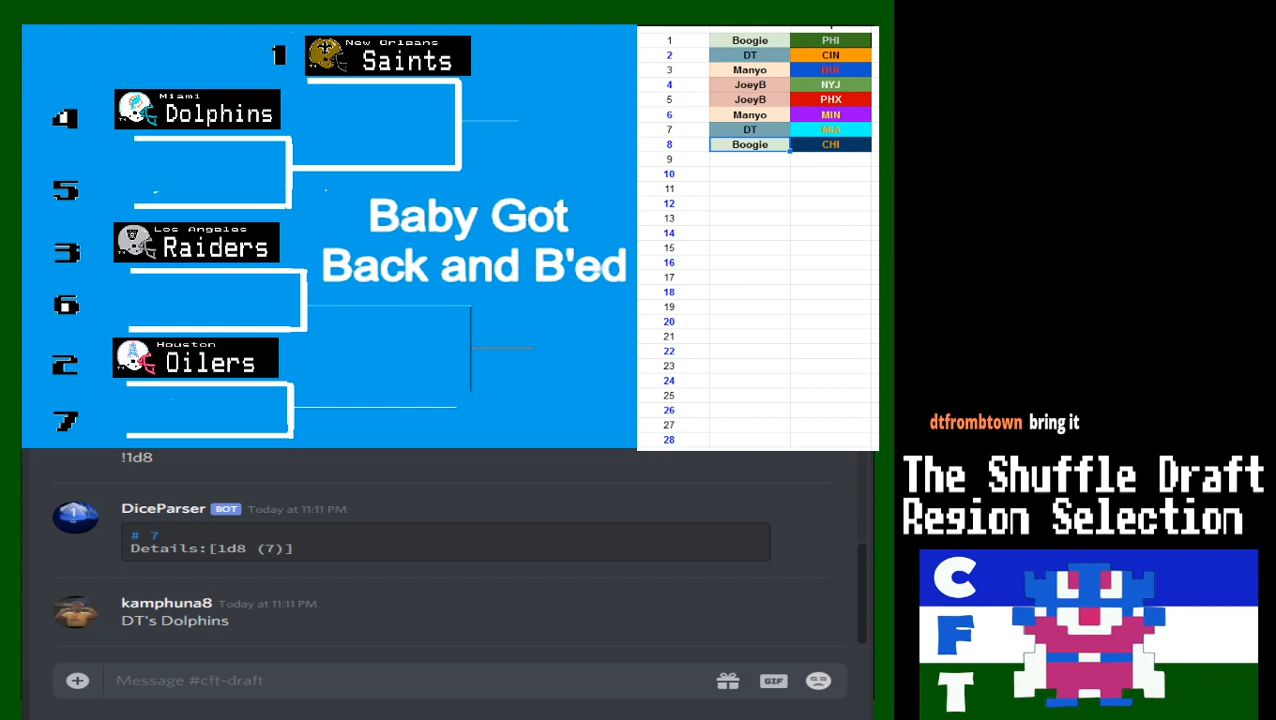 1
New Orleans
Saints
4
Miami
Dolphins
5
3
Los Angeles
Raiders
6
2
Houston
Oilers
7
Baby Got
Back and B'ed
1 Boogie PHI
2 DT CIN
3 Manyo BUF
4 JoeyB NYJ
5 JoeyB PHX
6 Manyo MIN
7 DT MIA
8 Boogie CHI
9
10
11
12
13
14
15
16
17
18
19
20
21
22
23
24
25
26
27
28
!1d8
DiceParser BOT Today at 11:11 PM
# 7
Details:[1d8 (7)]
kamphuna8 Today at 11:11 PM
DT's Dolphins
Message #cft-draft
GIF
dtfrombtown bring it
The Shuffle Draft
Region Selection
C
F
T